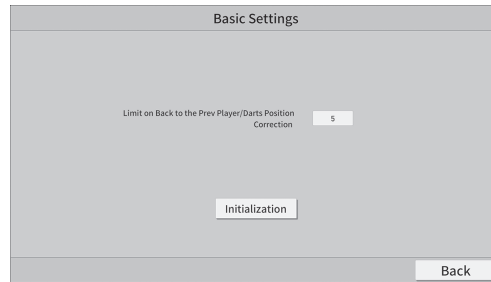 Basic Settings
Limit on Back to the Prev Player/Darts Position
Correction
5
Initialization
Back